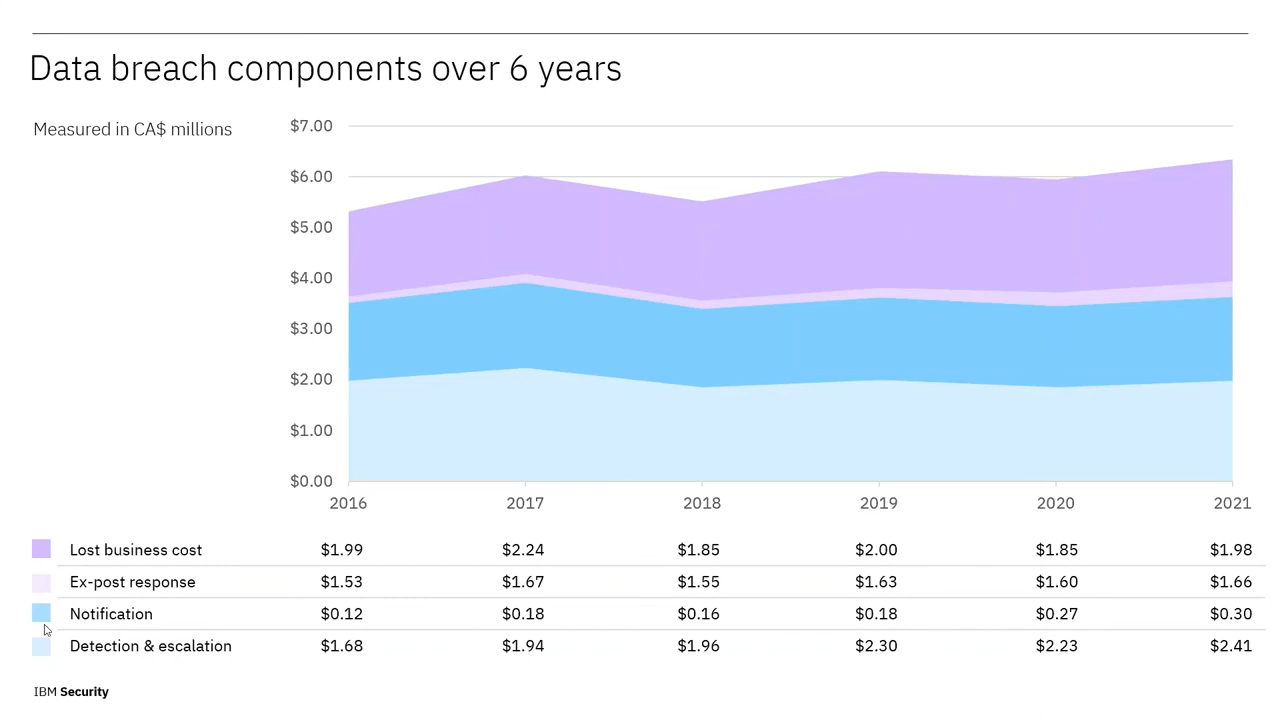 Data breach components over 6 years
Measured in CA$ millions
$7.00
$6.00
$5.00
$4.00
$3.00
$2.00
$1.00
$0.00
2016 2017 2018 2019 2020 2021
Lost business cost $1.99 $2.24 $1.85 $2.00 $1.85 $1.98
Ex-post response $1.53 $1.67 $1.55 $1.63 $1.60 $1.66
Notification $0.12 $0.18 $0.16 $0.18 $0.27 $0.30
Detection & escalation $1.68 $1.94 $1.96 $2.30 $2.23 $2.41
IBM Security